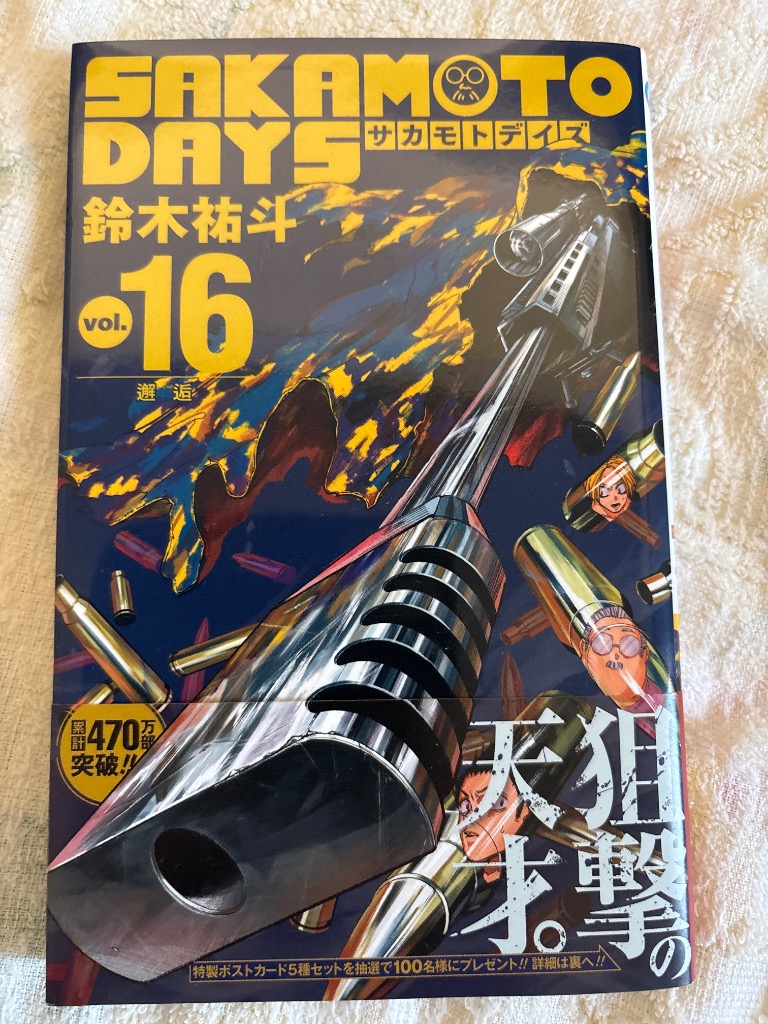 SAKAMOTO
DAYS
サカモトデイズ
鈴木祐斗
vol.16
邂逅
累計470万部
突破!!
狙撃の
天才。
特製ポストカード5種セットを抽選で100名様にプレゼント!! 詳細は裏へ!!